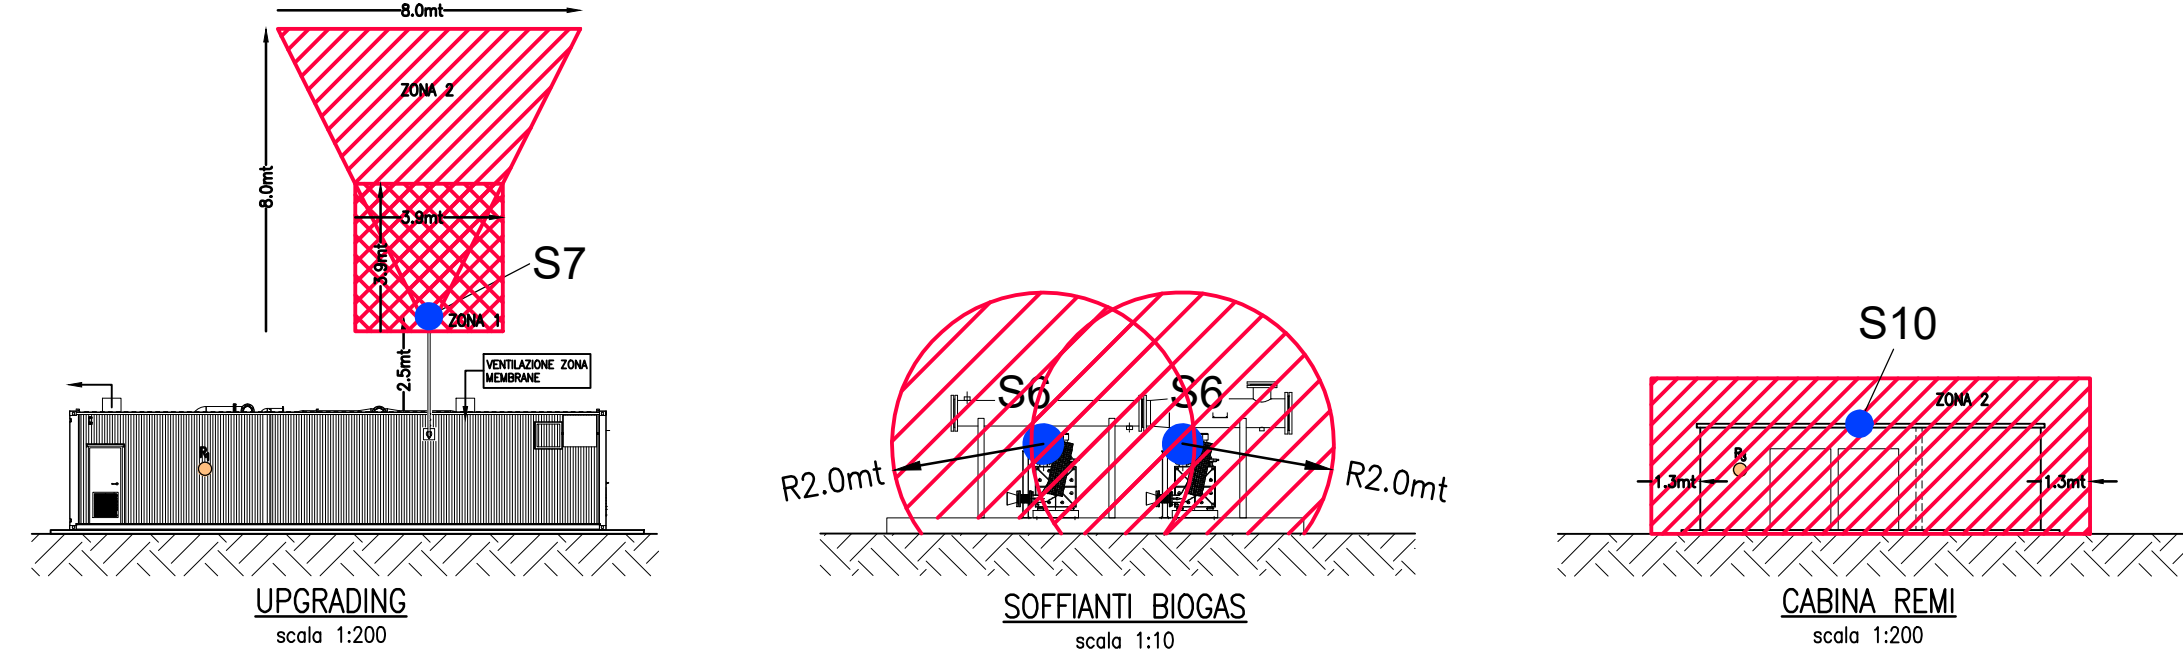 8.0mt
ZONA 2
8.0mt
3.9mt
3.9mt
S7
ZONA 1
2.5mt
VENTILAZIONE ZONA
MEMBRANE
UPGRADING
scala 1:200
S6
S6
R2.0mt
R2.0mt
SOFFIANTI BIOGAS
scala 1:10
S10
ZONA 2
1.3mt
1.3mt
CABINA REMI
scala 1:200